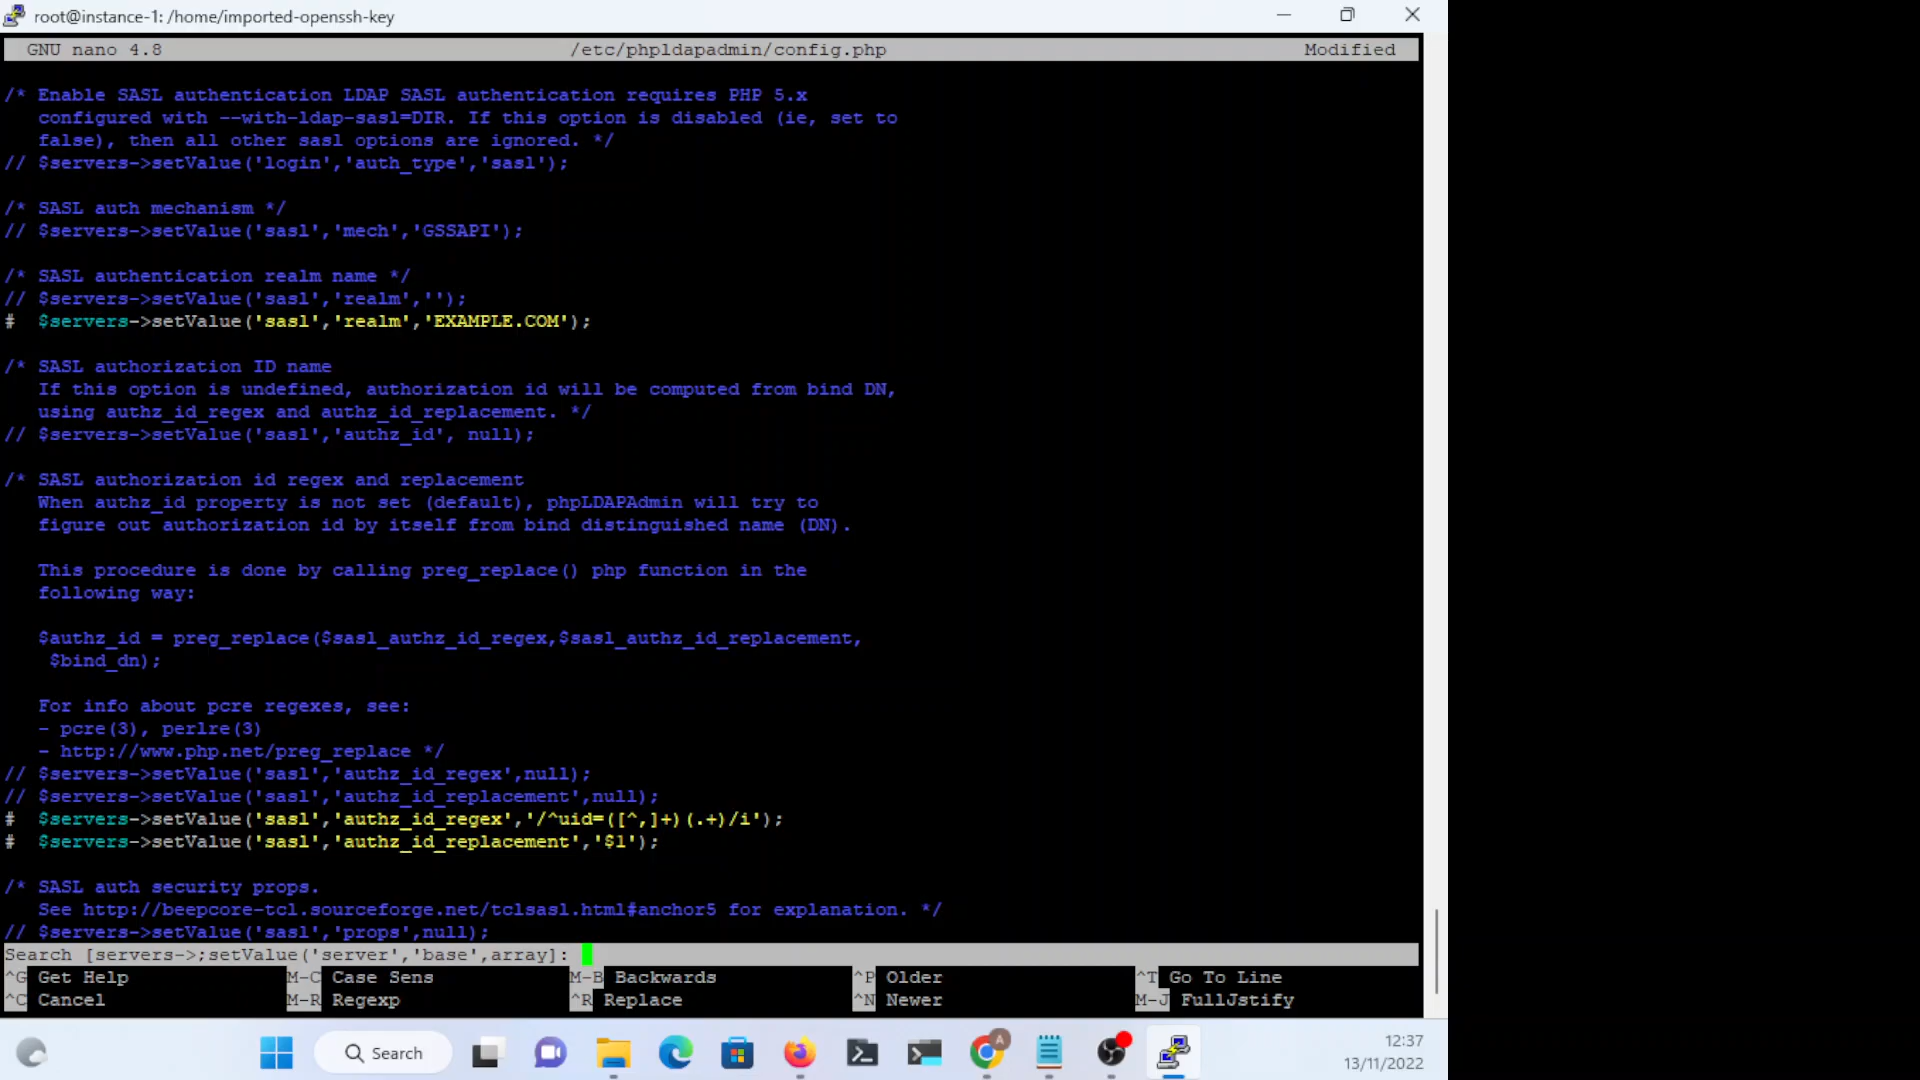 root@instance-1: /home/imported-openssh-key
GNU nano 4.8 /etc/phpldapadmin/config.php Modified
/* Enable SASL authentication LDAP SASL authentication requires PHP 5.x
configured with --with-ldap-sasl=DIR. If this option is disabled (ie, set to
false), then all other sasl options are ignored. */
// $servers->setValue('login','auth_type','sasl');
/* SASL auth mechanism */
// $servers->setValue('sasl','mech','GSSAPI');
/* SASL authentication realm name */
// $servers->setValue('sasl','realm','');
#  $servers->setValue('sasl','realm','EXAMPLE.COM');
/* SASL authorization ID name
If this option is undefined, authorization id will be computed from bind DN,
using authz_id_regex and authz_id_replacement. */
// $servers->setValue('sasl','authz_id', null);
/* SASL authorization id regex and replacement
When authz_id property is not set (default), phpLDAPAdmin will try to
figure out authorization id by itself from bind distinguished name (DN).
This procedure is done by calling preg_replace() php function in the
following way:
$authz_id = preg_replace($sasl_authz_id_regex,$sasl_authz_id_replacement,
$bind_dn);
For info about pcre regexes, see:
- pcre(3), perlre(3)
- http://www.php.net/preg_replace */
// $servers->setValue('sasl','authz_id_regex',null);
// $servers->setValue('sasl','authz_id_replacement',null);
#  $servers->setValue('sasl','authz_id_regex','/^uid=([^,]+)(.+)/i');
#  $servers->setValue('sasl','authz_id_replacement','$1');
/* SASL auth security props.
See http://beepcore-tcl.sourceforge.net/tclsasl.html#anchor5 for explanation. */
// $servers->setValue('sasl','props',null);
Search [servers->;setValue('server','base',array]:
^G Get Help M-C Case Sens M-B Backwards ^P Older ^T Go To Line
^C Cancel M-R Regexp ^R Replace ^N Newer M-J FullJstify
Search A 12:37
13/11/2022